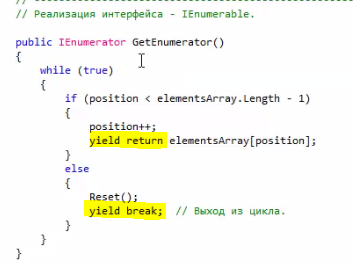 // Реализация интерфейса - IEnumerable.
public IEnumerator GetEnumerator()
{
while (true)
{
if (position < elementsArray.Length - 1)
{
position++;
yield return elementsArray[position];
}
else
{
Reset();
yield break; // Выход из цикла.
}
}
}